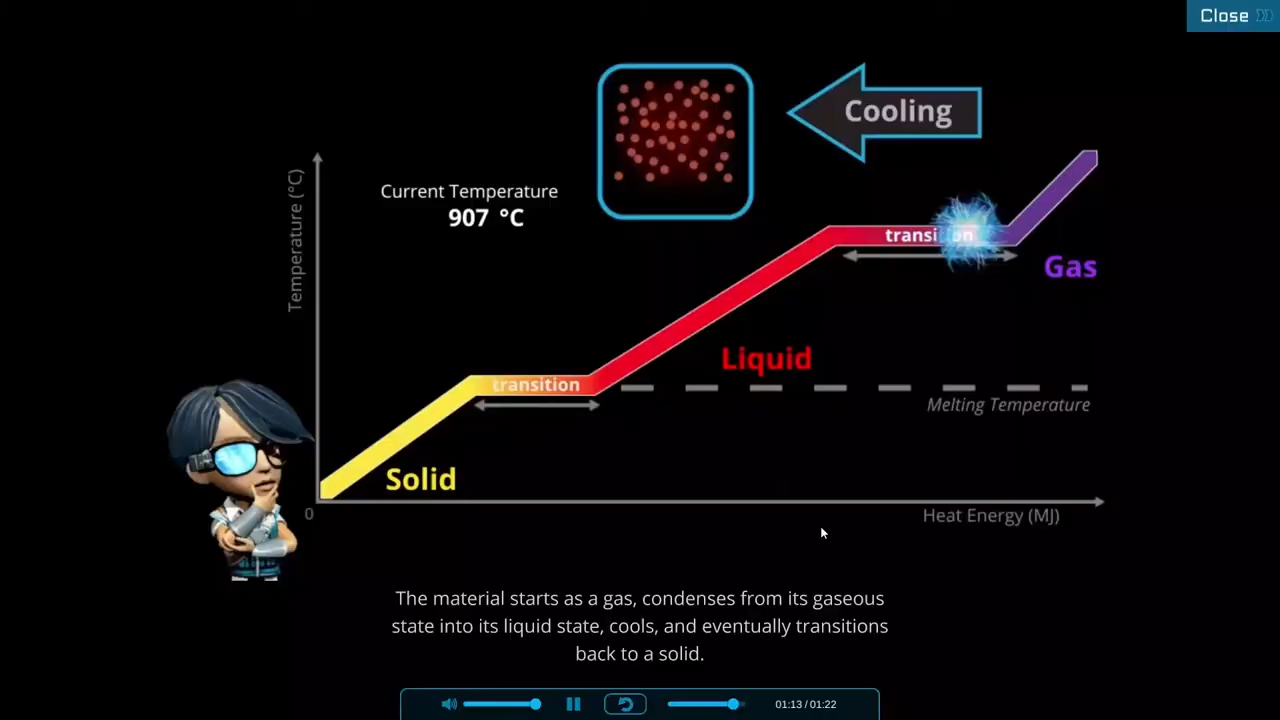 Close
Cooling
Temperature (°C)
Current Temperature
907 °C
transition
Gas
Liquid
transition
Melting Temperature
Solid
0
Heat Energy (MJ)
The material starts as a gas, condenses from its gaseous
state into its liquid state, cools, and eventually transitions
back to a solid.
01:13 / 01:22